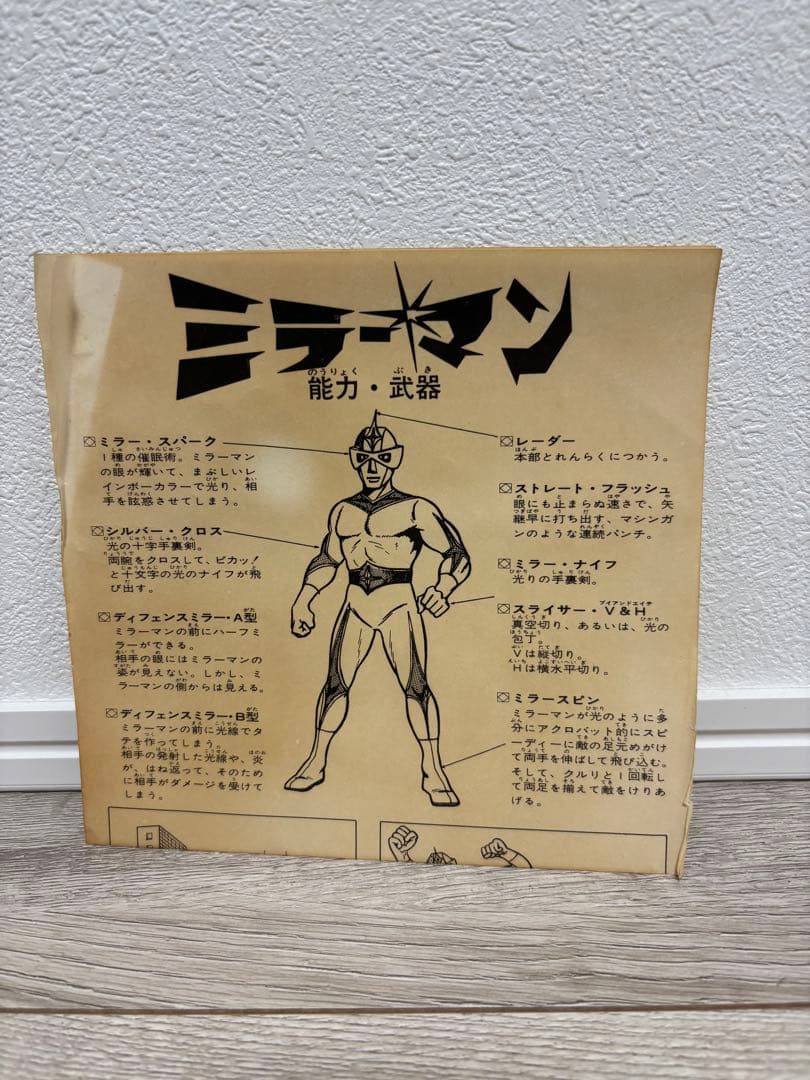 ミラーマン
能力・武器
ミラー・スパーク
1種の催眠術。ミラーマン
の眼が輝いて、まぶしいレ
インボーカラーで光り、相
手を眩惑させてしまう。
シルバー・クロス
光の十字手裏剣。
両腕をクロスして、ピカッ!
と十文字の光のナイフが飛
び出す。
ディフェンスミラー・A型
ミラーマンの前にハーフミ
ラーができる。
相手の眼にはミラーマンの
姿が見えない。しかし、ミ
ラーマンの側からは見える。
ディフェンスミラー・B型
ミラーマンの前に光線でタ
テを作ってしまう。
相手の発射した光線や、炎
が、はね返って、そのため
に相手がダメージを受けて
しまう。
レーダー
本部とれんらくにつかう。
ストレート・フラッシュ
眼にも止まらぬ速さで、矢
継早に打ち出す、マシンガ
ンのような連続パンチ。
ミラー・ナイフ
光りの手裏剣。
スライサー・V&H
真空切り、あるいは、光の
包丁。
Vは縦切り。
Hは横水平切り。
ミラースピン
ミラーマンが光のように多
分にアクロバット的にスピ
ーディーに敵の足元めがけ
て両手を伸ばして飛び込む。
そして、クルリと1回転し
て両足を揃えて敵をけりあ
げる。